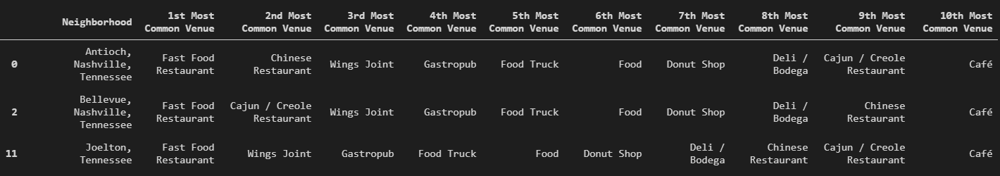 Neighborhood 1st Most Common Venue 2nd Most Common Venue 3rd Most Common Venue 4th Most Common Venue 5th Most Common Venue 6th Most Common Venue 7th Most Common Venue 8th Most Common Venue 9th Most Common Venue 10th Most Common Venue
0 Antioch, Nashville, Tennessee Fast Food Restaurant Chinese Restaurant Wings Joint Gastropub Food Truck Food Donut Shop Deli / Bodega Cajun / Creole Restaurant Café
2 Bellevue, Nashville, Tennessee Fast Food Restaurant Cajun / Creole Restaurant Wings Joint Gastropub Food Truck Food Donut Shop Deli / Bodega Chinese Restaurant Café
11 Joelton, Tennessee Fast Food Restaurant Wings Joint Gastropub Food Truck Food Donut Shop Deli / Bodega Chinese Restaurant Cajun / Creole Restaurant Café